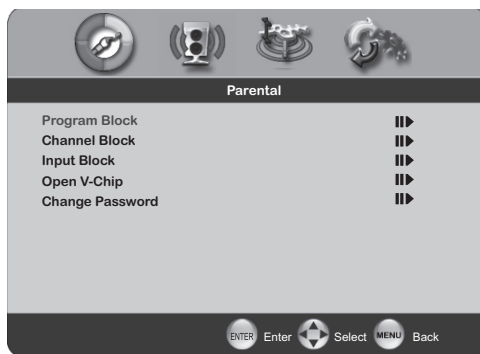 Parental
Program Block
Channel Block
Input Block
Open V-Chip
Change Password
ENTER Enter Select MENU Back